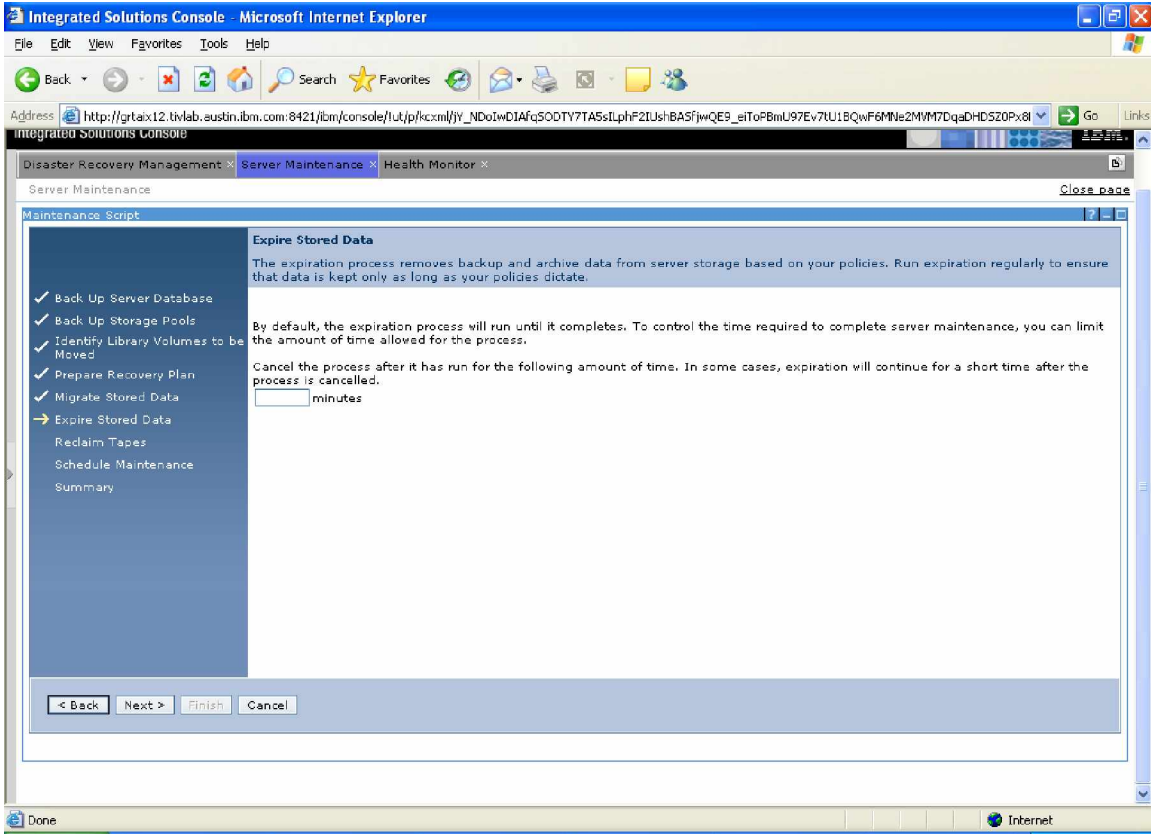 Integrated Solutions Console - Microsoft Internet Explorer
File Edit View Favorites Tools Help
Back Search Favorites
Address http://grtaix12.tivlab.austin.ibm.com:8421/ibm/console/!ut/p/kcxml/
Go Links
Integrated Solutions Console IBM.
Disaster Recovery Management × Server Maintenance × Health Monitor ×
Server Maintenance Close page
Maintenance Script
Expire Stored Data
The expiration process removes backup and archive data from server storage based on your policies. Run expiration regularly to ensure
that data is kept only as long as your policies dictate.
Back Up Server Database
Back Up Storage Pools
Identify Library Volumes to be
Moved
Prepare Recovery Plan
Migrate Stored Data
Expire Stored Data
Reclaim Tapes
Schedule Maintenance
Summary
By default, the expiration process will run until it completes. To control the time required to complete server maintenance, you can limit
the amount of time allowed for the process.
Cancel the process after it has run for the following amount of time. In some cases, expiration will continue for a short time after the
process is cancelled.
minutes
< Back Next > Finish Cancel
Done Internet